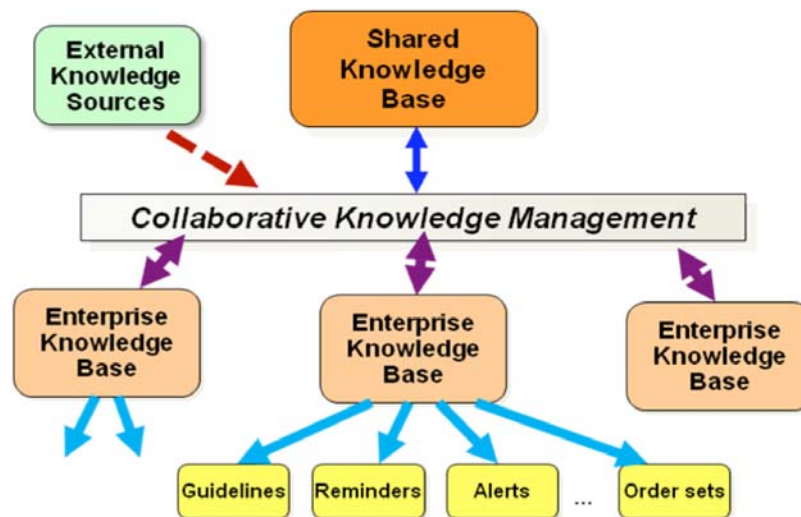 External
Knowledge
Sources
Shared
Knowledge
Base
Collaborative Knowledge Management
Enterprise
Knowledge
Base
Enterprise
Knowledge
Base
Enterprise
Knowledge
Base
Guidelines
Reminders
Alerts
...
Order sets